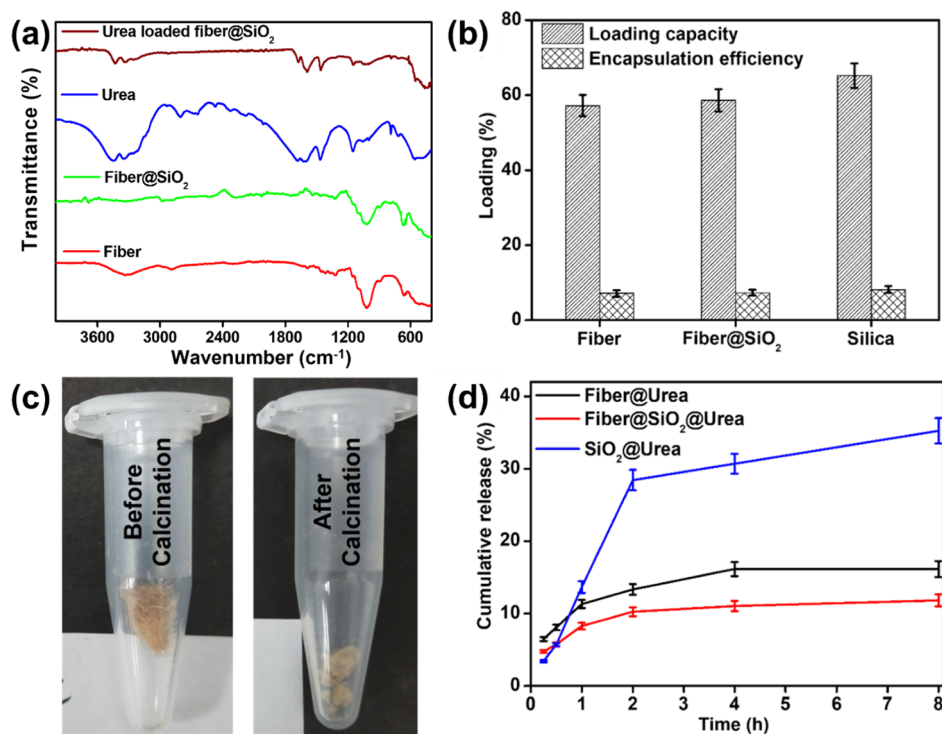 (a)
Urea loaded fiber@SiO₂
Urea
Fiber@SiO₂
Fiber
Transmittance (%)
3600 3000 2400 1800 1200 600
Wavenumber (cm⁻¹)
(b)
Loading capacity
Encapsulation efficiency
Loading (%)
80
60
40
20
0
Fiber Fiber@SiO₂ Silica
(c)
Before
Calcination
After
Calcination
(d)
Fiber@Urea
Fiber@SiO₂@Urea
SiO₂@Urea
Cumulative release (%)
40
30
20
10
0
0 1 2 3 4 5 6 7 8
Time (h)